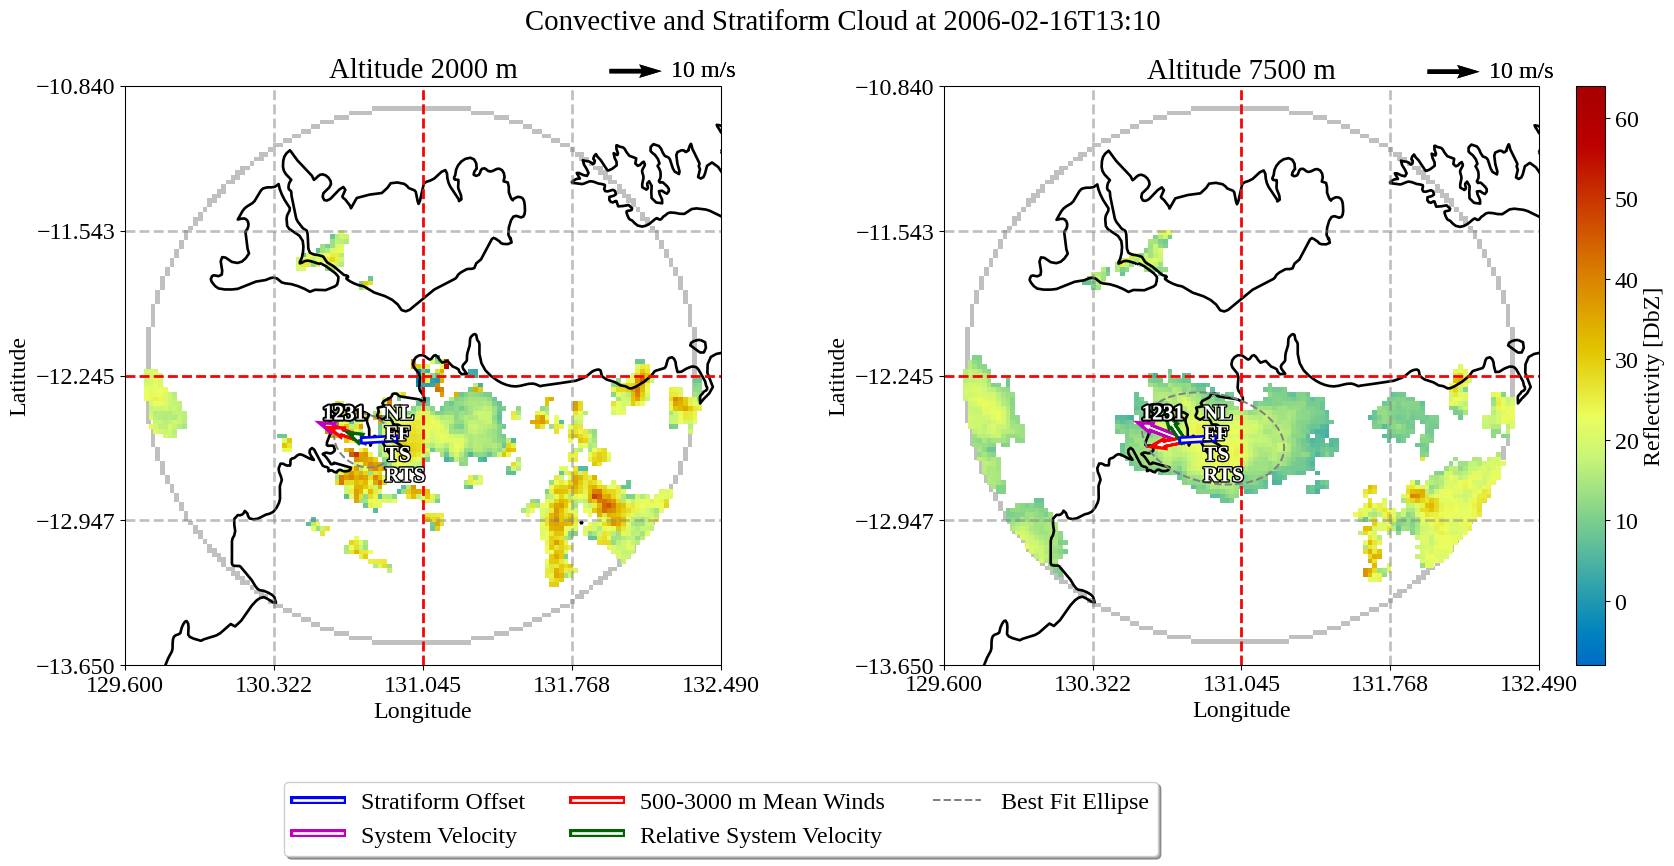 Convective and Stratiform Cloud at 2006-02-16T13:10
Altitude 2000 m
10 m/s
−10.840
−11.543
−12.245
−12.947
−13.650
129.600
130.322
131.045
131.768
132.490
Longitude
Latitude
1231
NL
FF
TS
RTS
Altitude 7500 m
10 m/s
−10.840
−11.543
−12.245
−12.947
−13.650
129.600
130.322
131.045
131.768
132.490
Longitude
Latitude
1231
NL
FF
TS
RTS
60
50
40
30
20
10
0
Reflectivity [DbZ]
Stratiform Offset
System Velocity
500-3000 m Mean Winds
Relative System Velocity
Best Fit Ellipse